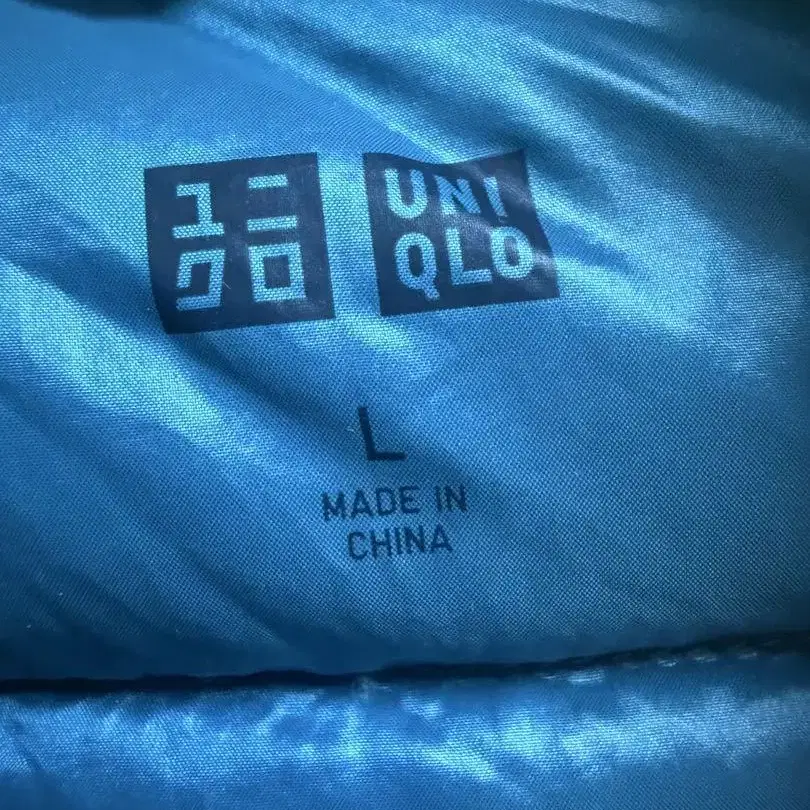 ユニ
クロ
UNI
QLO
L
MADE IN
CHINA